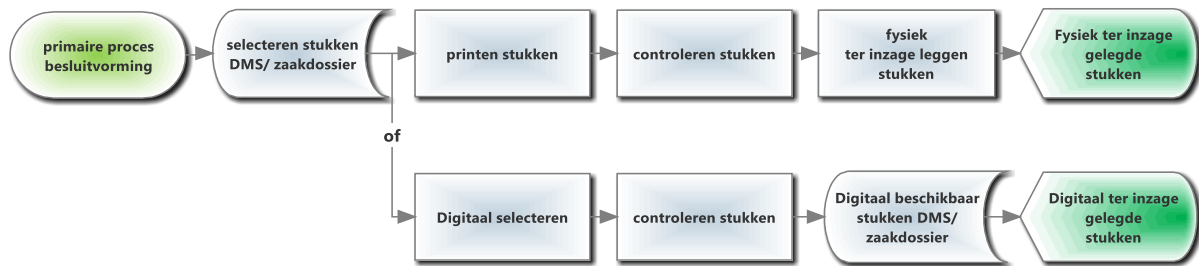 primaire proces
besluitvorming
selecteren stukken
DMS/ zaakdossier
printen stukken
controleren stukken
fysiek
ter inzage leggen
stukken
Fysiek ter inzage
gelegde
stukken
of
Digitaal selecteren
controleren stukken
Digitaal beschikbaar
stukken DMS/
zaakdossier
Digitaal ter inzage
gelegde
stukken